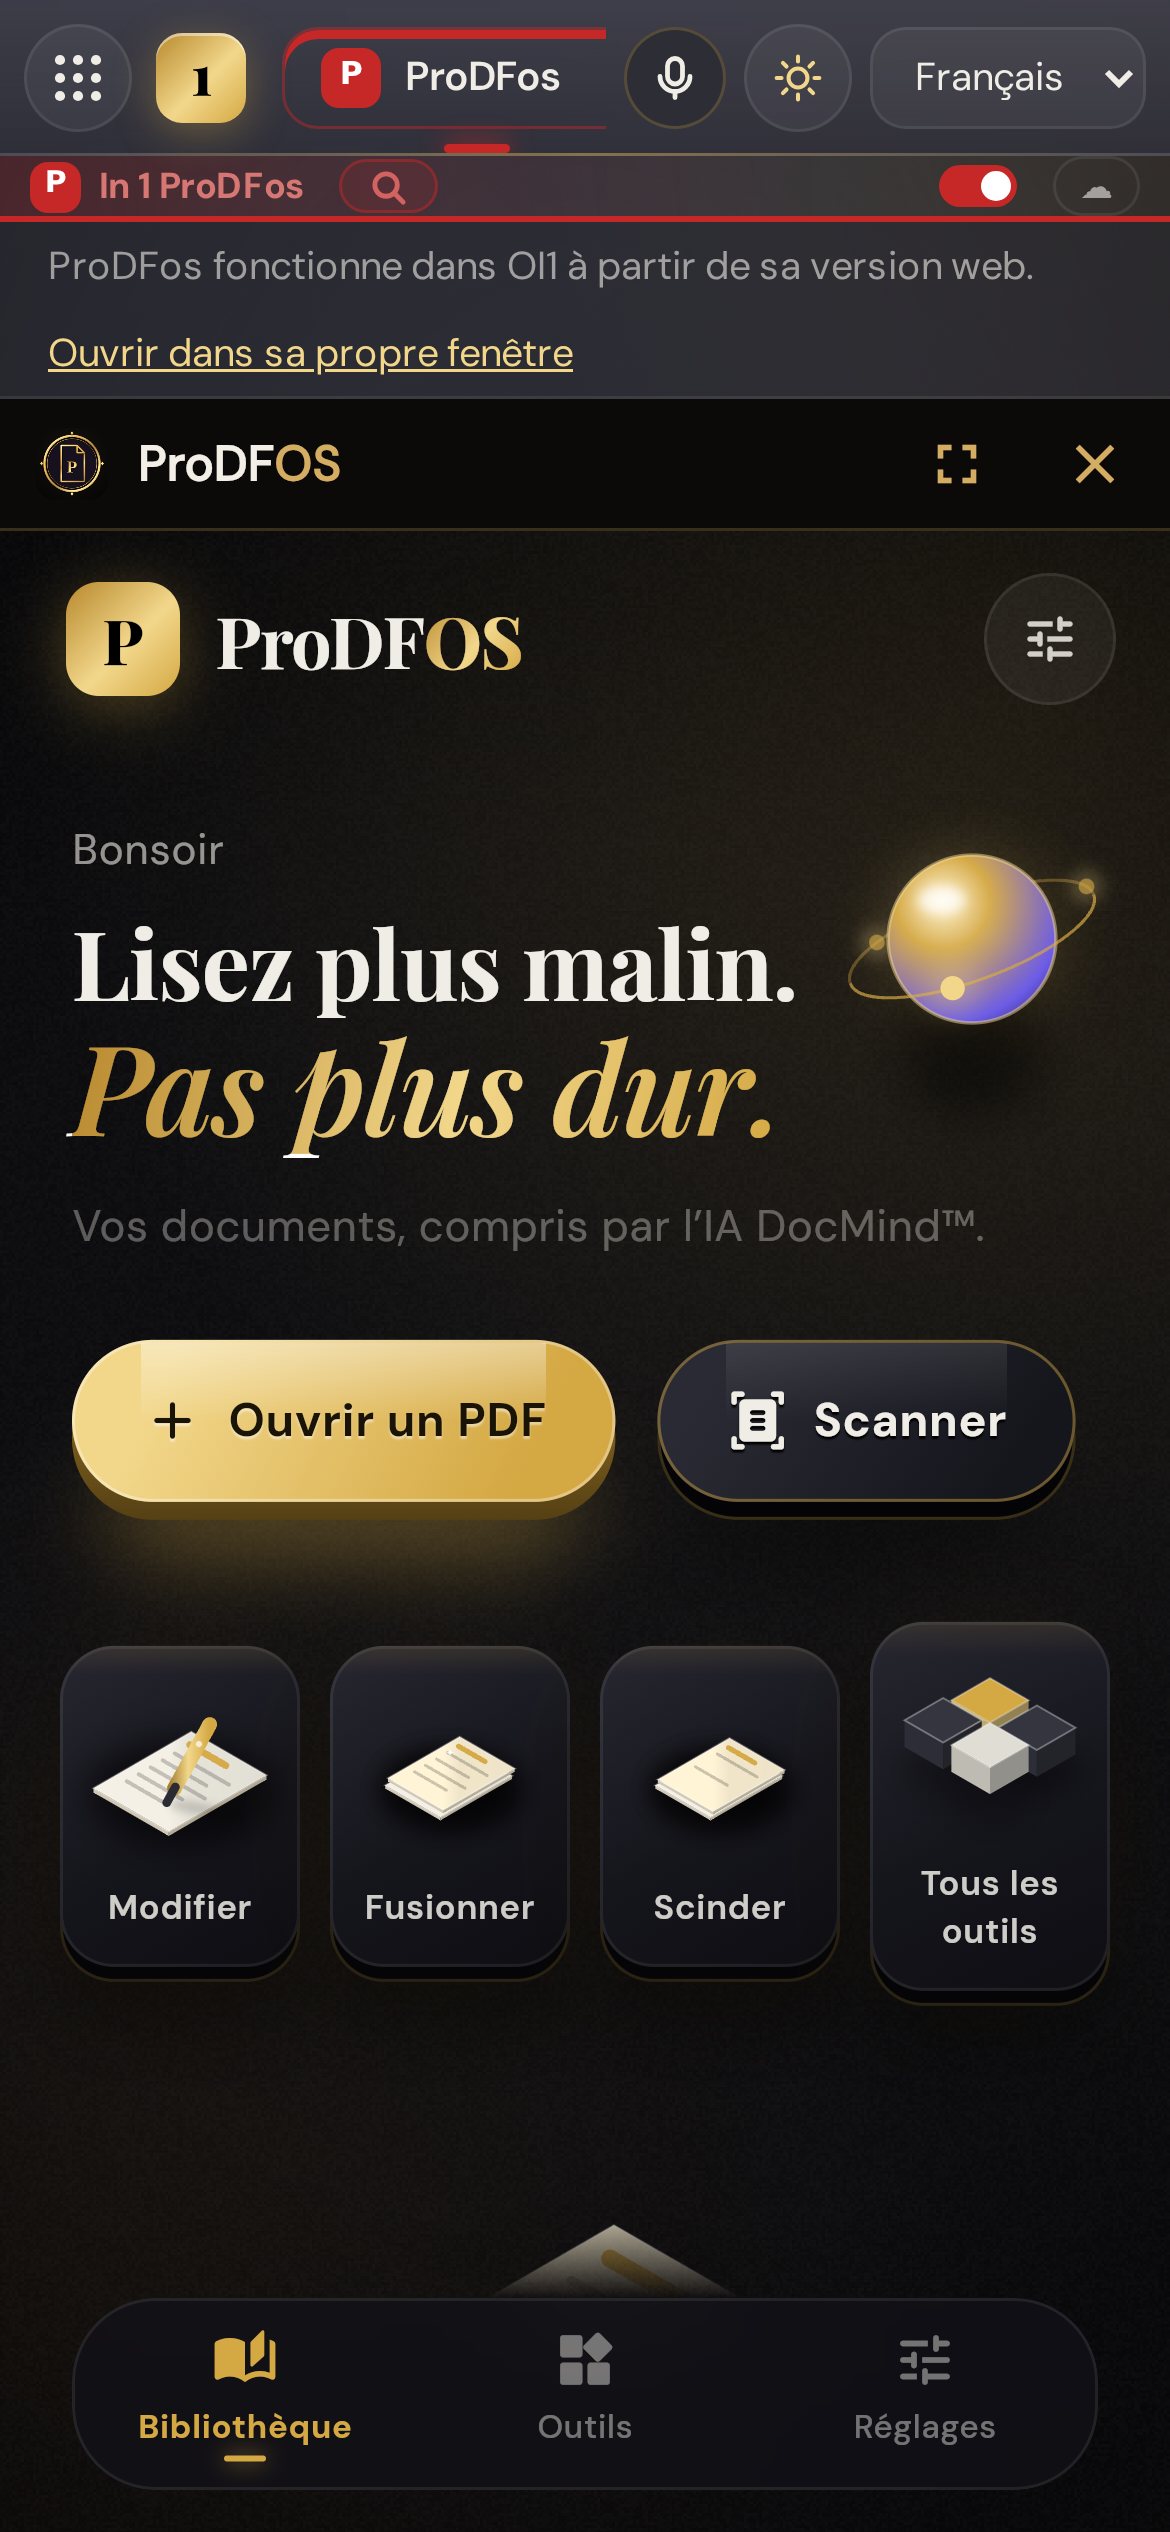 1
P ProDFos
Français
P In 1 ProDFos
ProDFos fonctionne dans OI1 à partir de sa version web.
Ouvrir dans sa propre fenêtre
P ProDFOS
P ProDFOS
Bonsoir
Lisez plus malin.
Pas plus dur.
Vos documents, compris par l’IA DocMind™.
Ouvrir un PDF
Scanner
Modifier
Fusionner
Scinder
Tous les
outils
Bibliothèque
Outils
Réglages